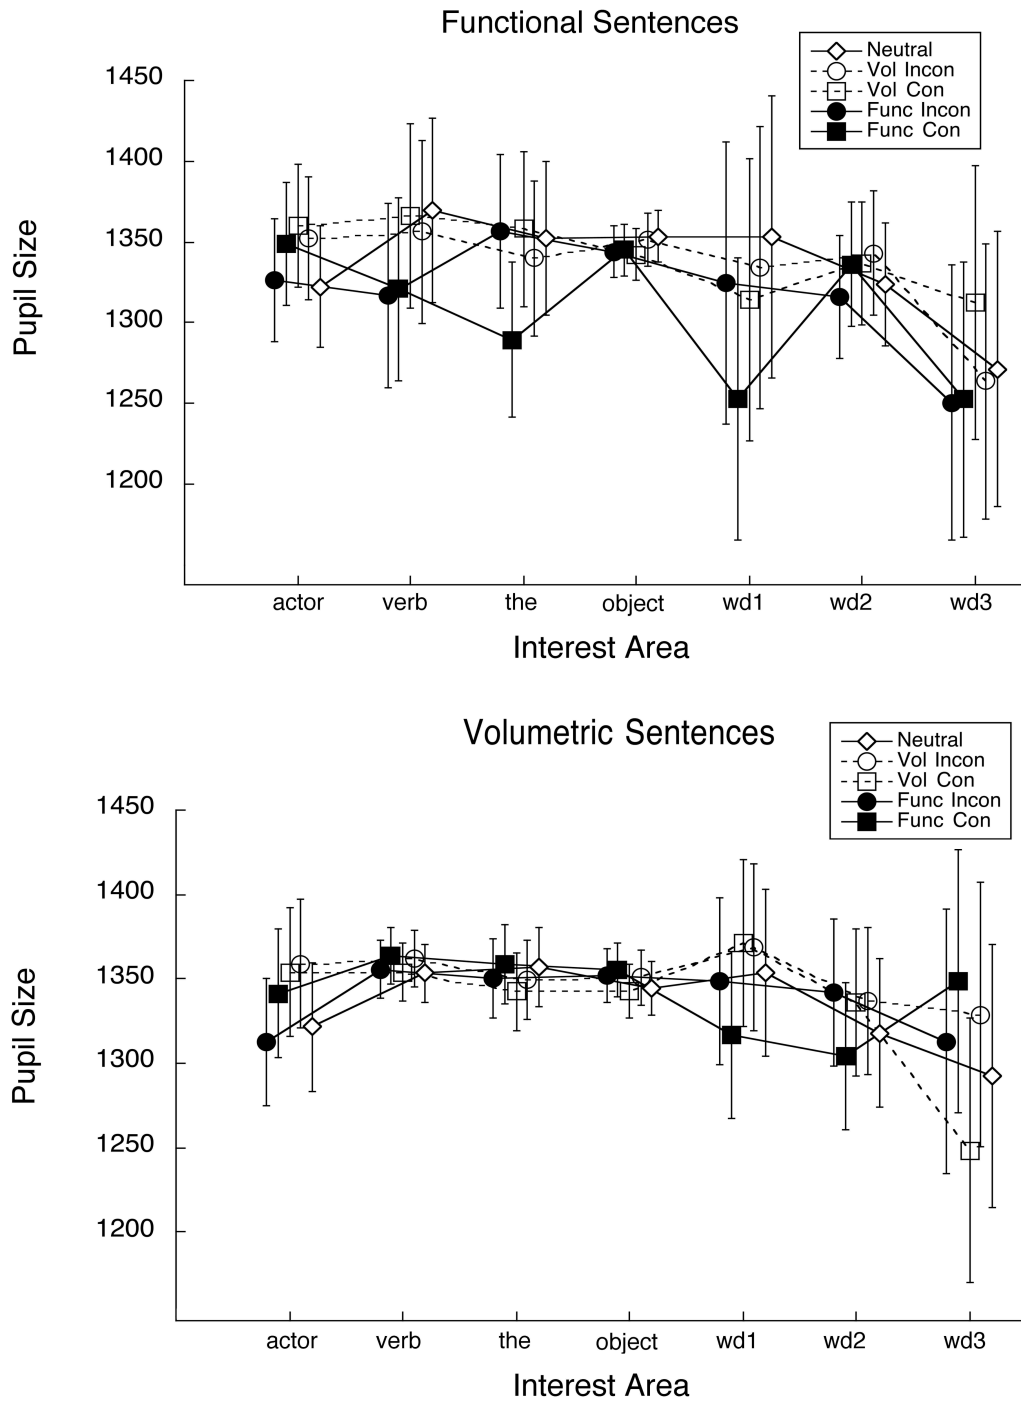 Functional Sentences
Neutral
Vol Incon
Vol Con
Func Incon
Func Con
1450
1400
1350
1300
1250
1200
Pupil Size
actor verb the object wd1 wd2 wd3
Interest Area
Volumetric Sentences
Neutral
Vol Incon
Vol Con
Func Incon
Func Con
1450
1400
1350
1300
1250
1200
Pupil Size
actor verb the object wd1 wd2 wd3
Interest Area